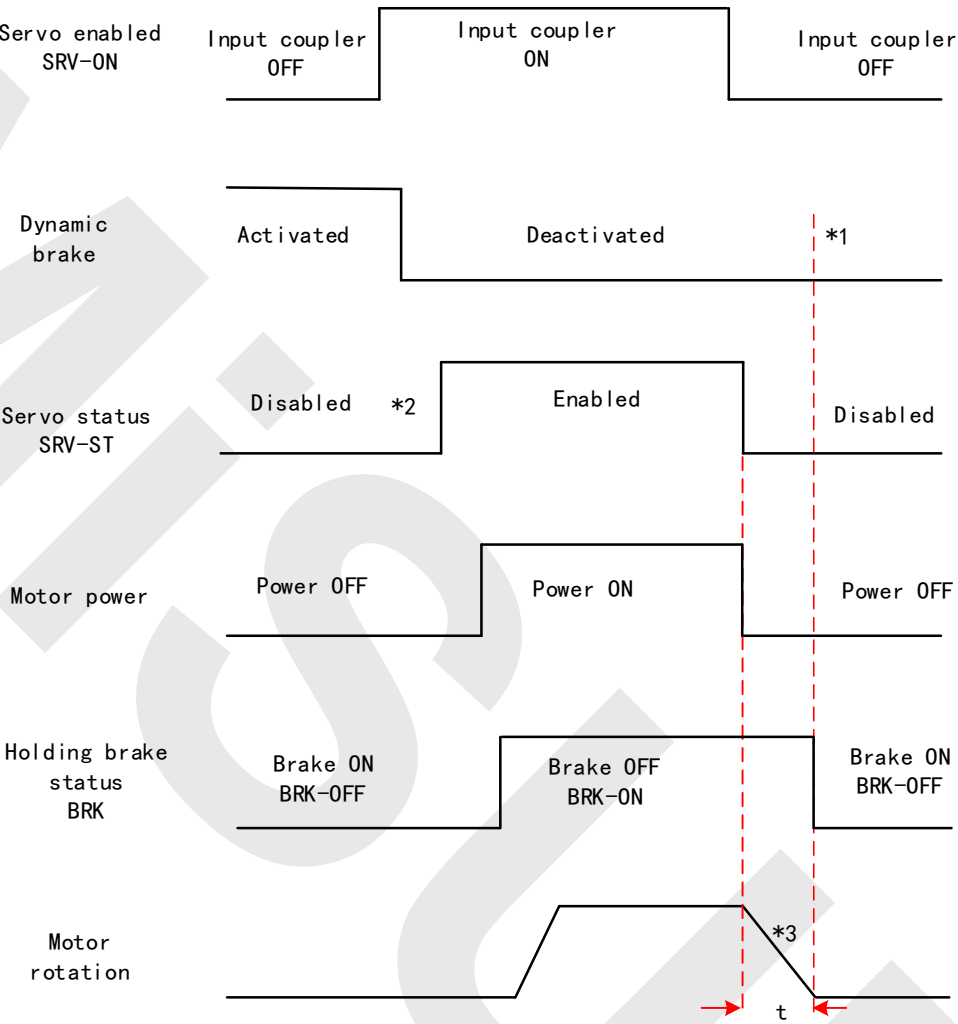 Servo enabled
SRV-ON
Input coupler
OFF
Input coupler
ON
Input coupler
OFF
Dynamic
brake
Activated
Deactivated
*1
Servo status
SRV-ST
Disabled
*2
Enabled
Disabled
Motor power
Power OFF
Power ON
Power OFF
Holding brake
status
BRK
Brake ON
BRK-OFF
Brake OFF
BRK-ON
Brake ON
BRK-OFF
Motor
rotation
*3
t